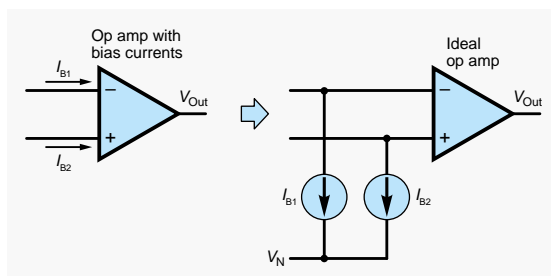 Op amp with
bias currents
I_B1
−
V_Out
+
I_B2
Ideal
op amp
−
V_Out
+
I_B1
I_B2
V_N